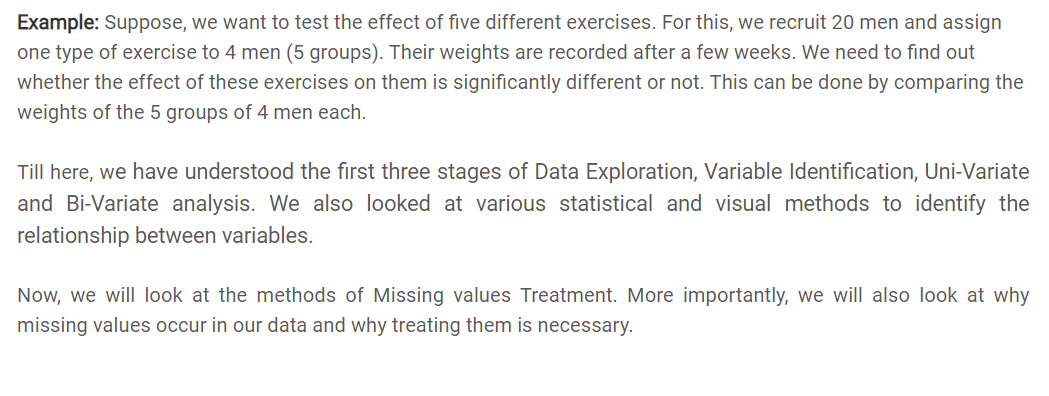 Example: Suppose, we want to test the effect of five different exercises. For this, we recruit 20 men and assign
one type of exercise to 4 men (5 groups). Their weights are recorded after a few weeks. We need to find out
whether the effect of these exercises on them is significantly different or not. This can be done by comparing the
weights of the 5 groups of 4 men each.
Till here, we have understood the first three stages of Data Exploration, Variable Identification, Uni-Variate
and Bi-Variate analysis. We also looked at various statistical and visual methods to identify the
relationship between variables.
Now, we will look at the methods of Missing values Treatment. More importantly, we will also look at why
missing values occur in our data and why treating them is necessary.